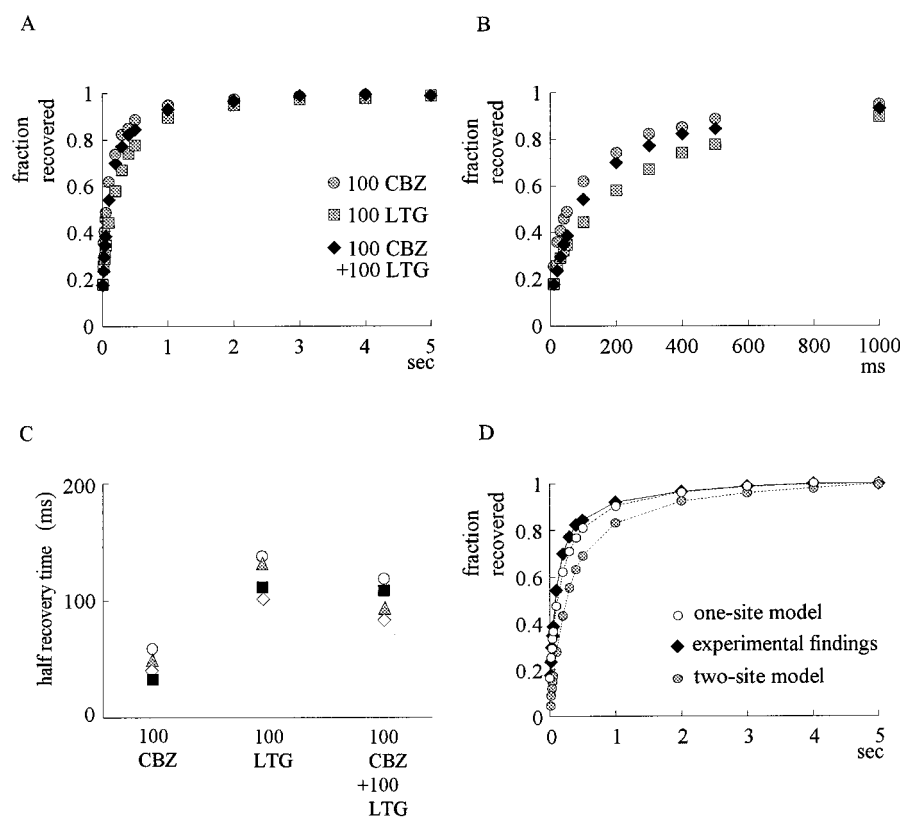 A
fraction
recovered
1
0.8
0.6
0.4
0.2
0
0
1
2
3
4
5
sec
100 CBZ
100 LTG
100 CBZ
+100 LTG
B
fraction
recovered
1
0.8
0.6
0.4
0.2
0
0
200
400
600
800
1000
ms
C
half recovery time (ms)
200
100
0
100
CBZ
100
LTG
100
CBZ
+100
LTG
D
fraction
recovered
1
0.8
0.6
0.4
0.2
0
0
1
2
3
4
5
sec
one-site model
experimental findings
two-site model